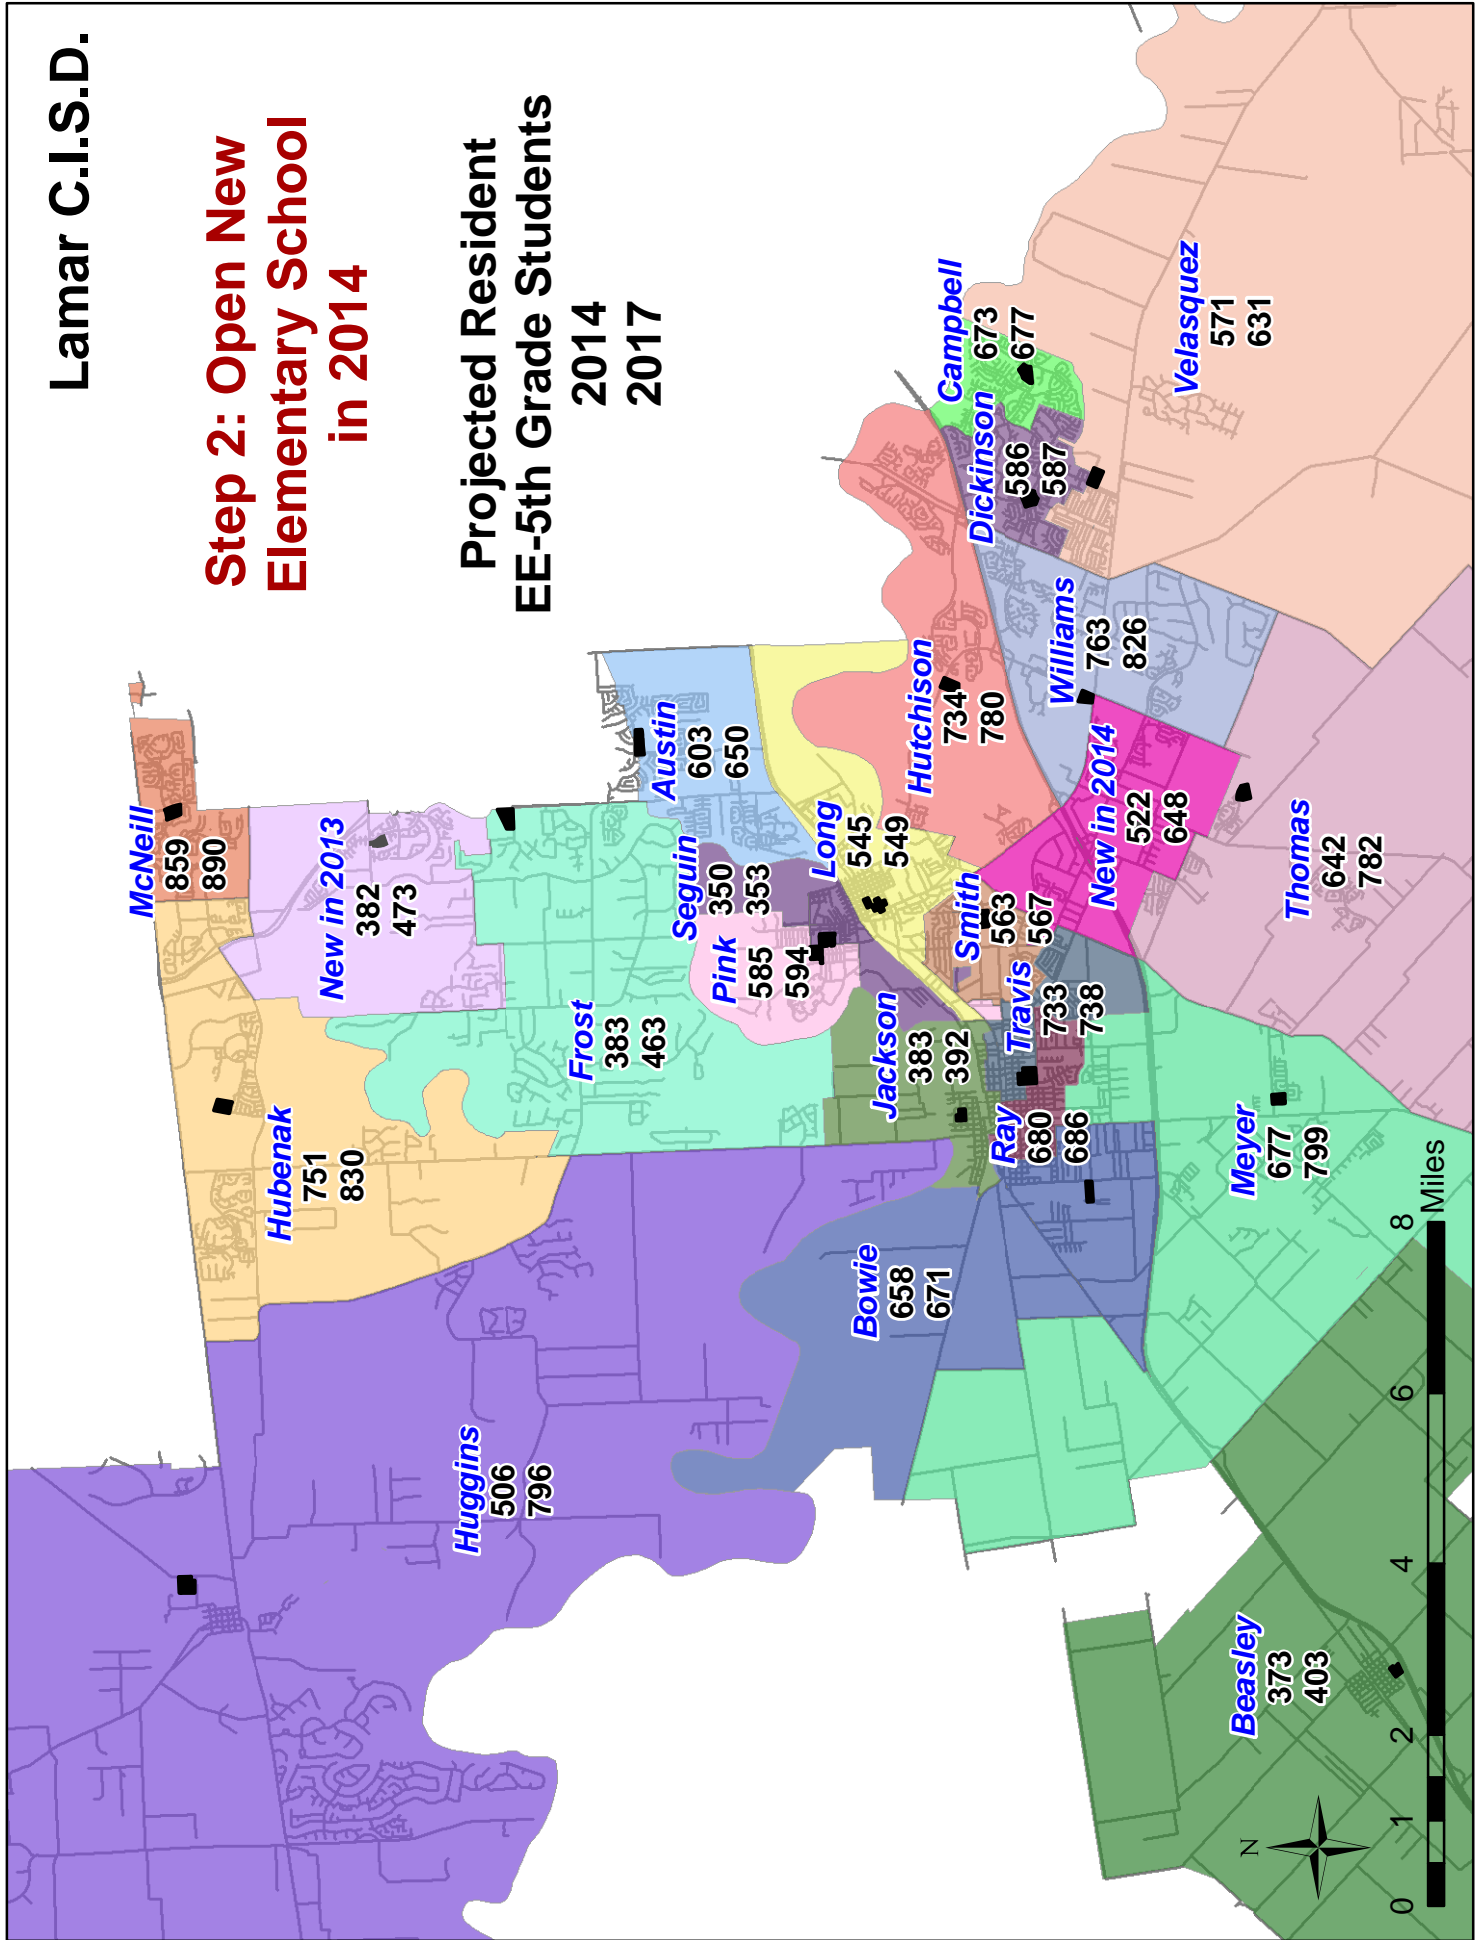 Lamar C.I.S.D.
Step 2: Open New
Elementary School
in 2014
Projected Resident
EE-5th Grade Students
2014
2017
McNeill
859
890
New in 2013
382
473
Hubenak
751
830
Huggins
506
796
Frost
383
463
Austin
603
650
Seguin
350
353
Pink
585
594
Long
545
549
Jackson
383
392
Bowie
658
671
Hutchison
734
780
Campbell
673
677
Dickinson
586
587
Smith
563
567
Travis
733
738
Ray
680
686
Williams
763
826
New in 2014
522
648
Velasquez
571
631
Thomas
642
782
Meyer
677
799
Beasley
373
403
N
0 1 2 4 6 8
Miles